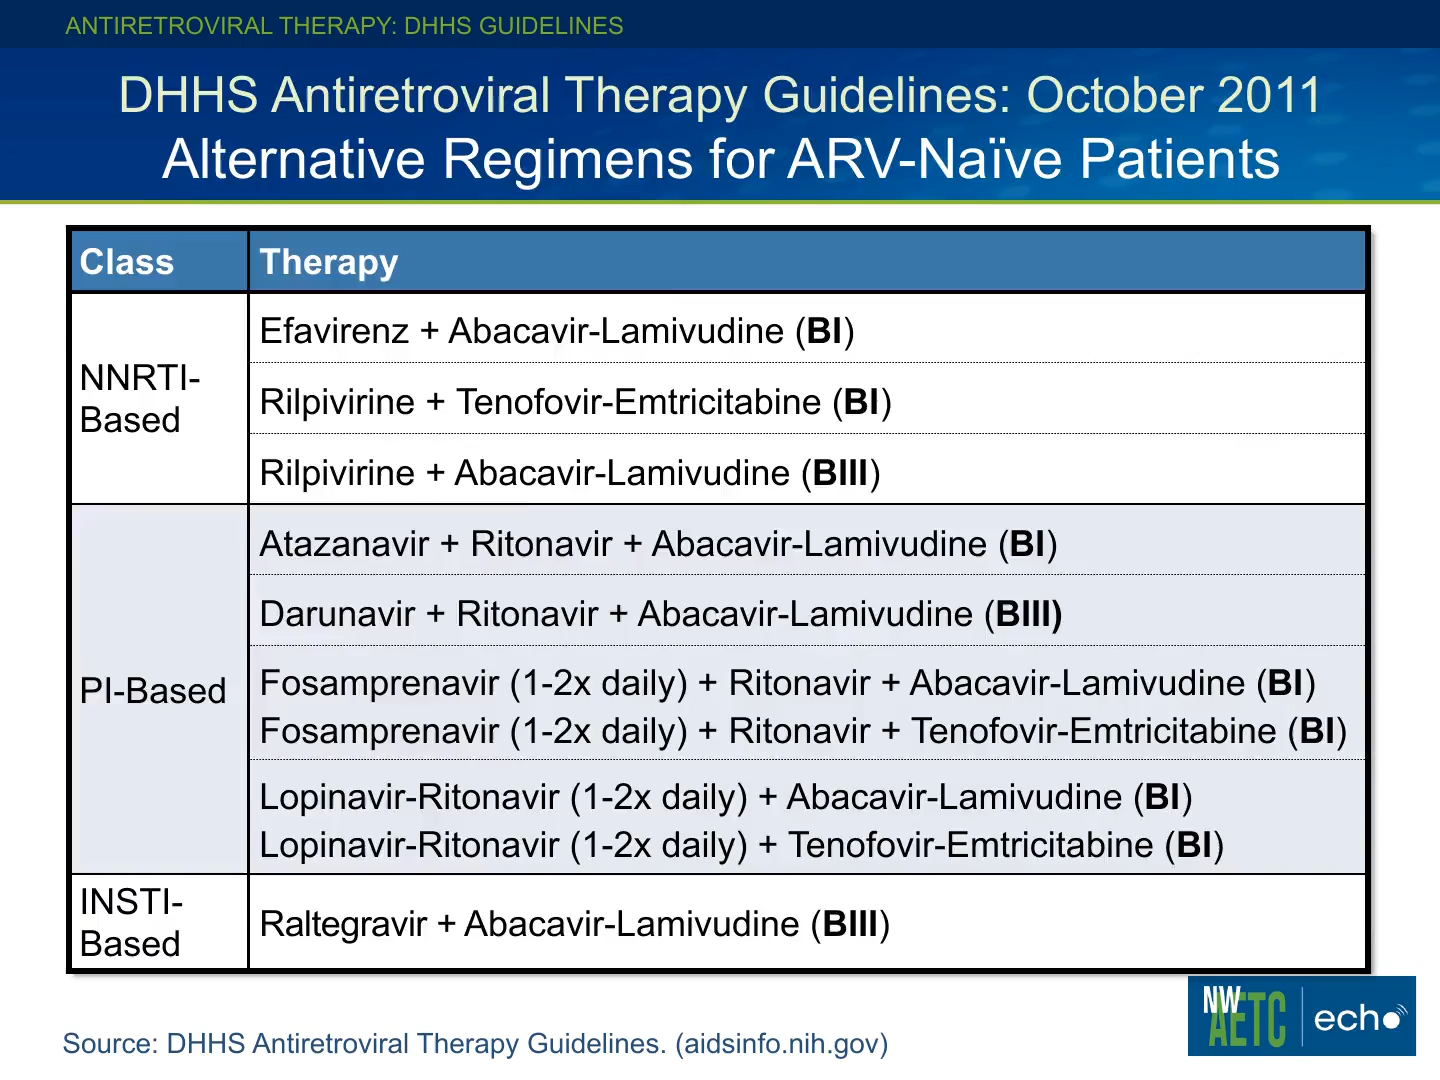 ANTIRETROVIRAL THERAPY: DHHS GUIDELINES
DHHS Antiretroviral Therapy Guidelines: October 2011
Alternative Regimens for ARV-Naïve Patients
Class
Therapy
NNRTI-
Based
Efavirenz + Abacavir-Lamivudine (BI)
Rilpivirine + Tenofovir-Emtricitabine (BI)
Rilpivirine + Abacavir-Lamivudine (BIII)
PI-Based
Atazanavir + Ritonavir + Abacavir-Lamivudine (BI)
Darunavir + Ritonavir + Abacavir-Lamivudine (BIII)
Fosamprenavir (1-2x daily) + Ritonavir + Abacavir-Lamivudine (BI)
Fosamprenavir (1-2x daily) + Ritonavir + Tenofovir-Emtricitabine (BI)
Lopinavir-Ritonavir (1-2x daily) + Abacavir-Lamivudine (BI)
Lopinavir-Ritonavir (1-2x daily) + Tenofovir-Emtricitabine (BI)
INSTI-
Based
Raltegravir + Abacavir-Lamivudine (BIII)
NW
AETC
echo
Source: DHHS Antiretroviral Therapy Guidelines. (aidsinfo.nih.gov)